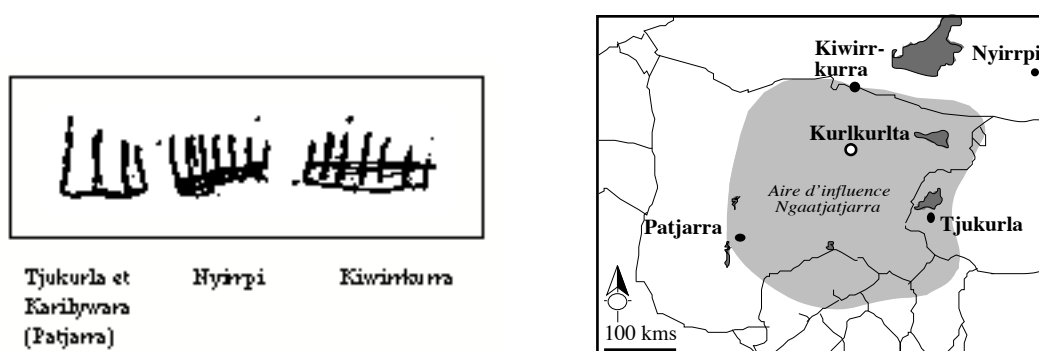 Tjukurla et
Karilywara
(Patjarra)
Nyirrpi
Kiwirrkurra
Kiwirr-
kurra
Nyirrpi
Kurlkurlta
Aire d'influence
Ngaatjatjarra
Patjarra
Tjukurla
100 kms